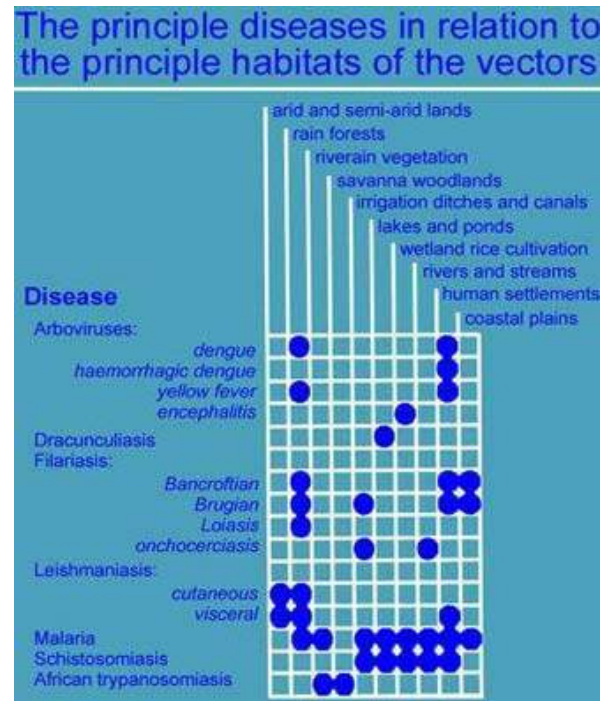 The principle diseases in relation to
the principle habitats of the vectors
arid and semi-arid lands
rain forests
riverain vegetation
savanna woodlands
irrigation ditches and canals
lakes and ponds
wetland rice cultivation
rivers and streams
human settlements
coastal plains
Disease
Arboviruses:
dengue
haemorrhagic dengue
yellow fever
encephalitis
Dracunculiasis
Filariasis:
Bancroftian
Brugian
Loiasis
onchocerciasis
Leishmaniasis:
cutaneous
visceral
Malaria
Schistosomiasis
African trypanosomiasis